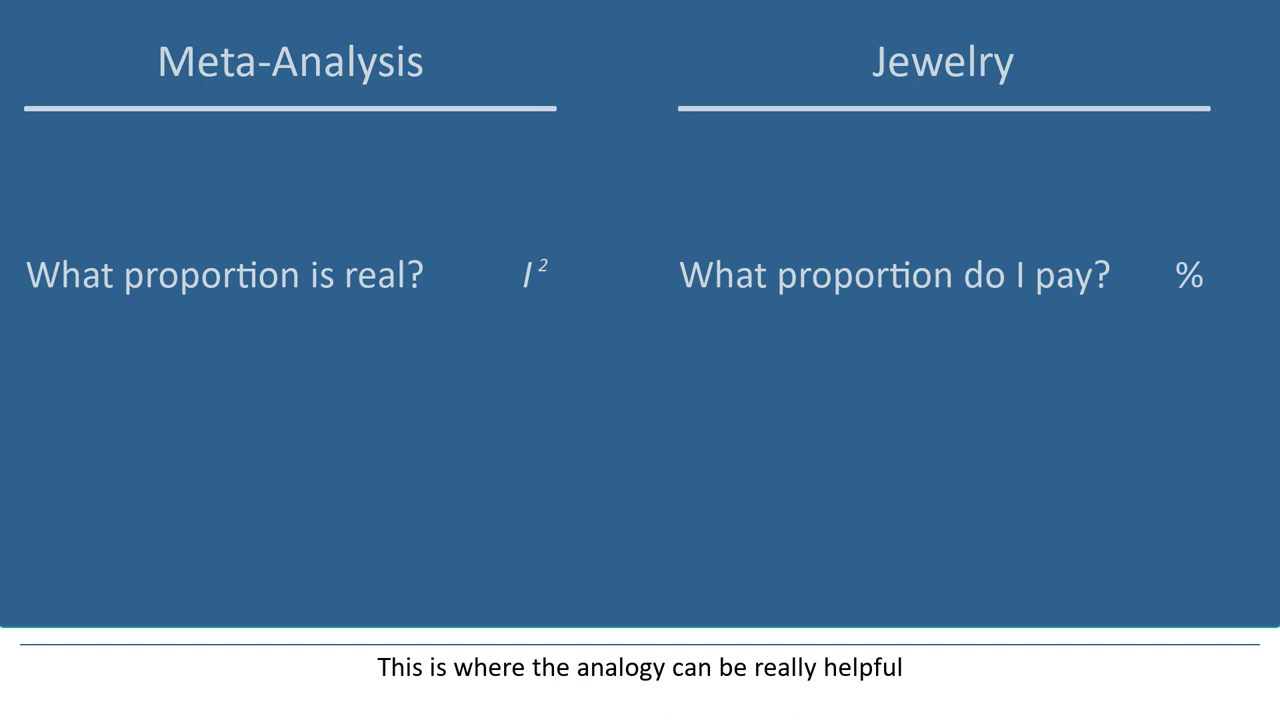 Meta-Analysis
Jewelry
What proportion is real? I²
What proportion do I pay? %
This is where the analogy can be really helpful